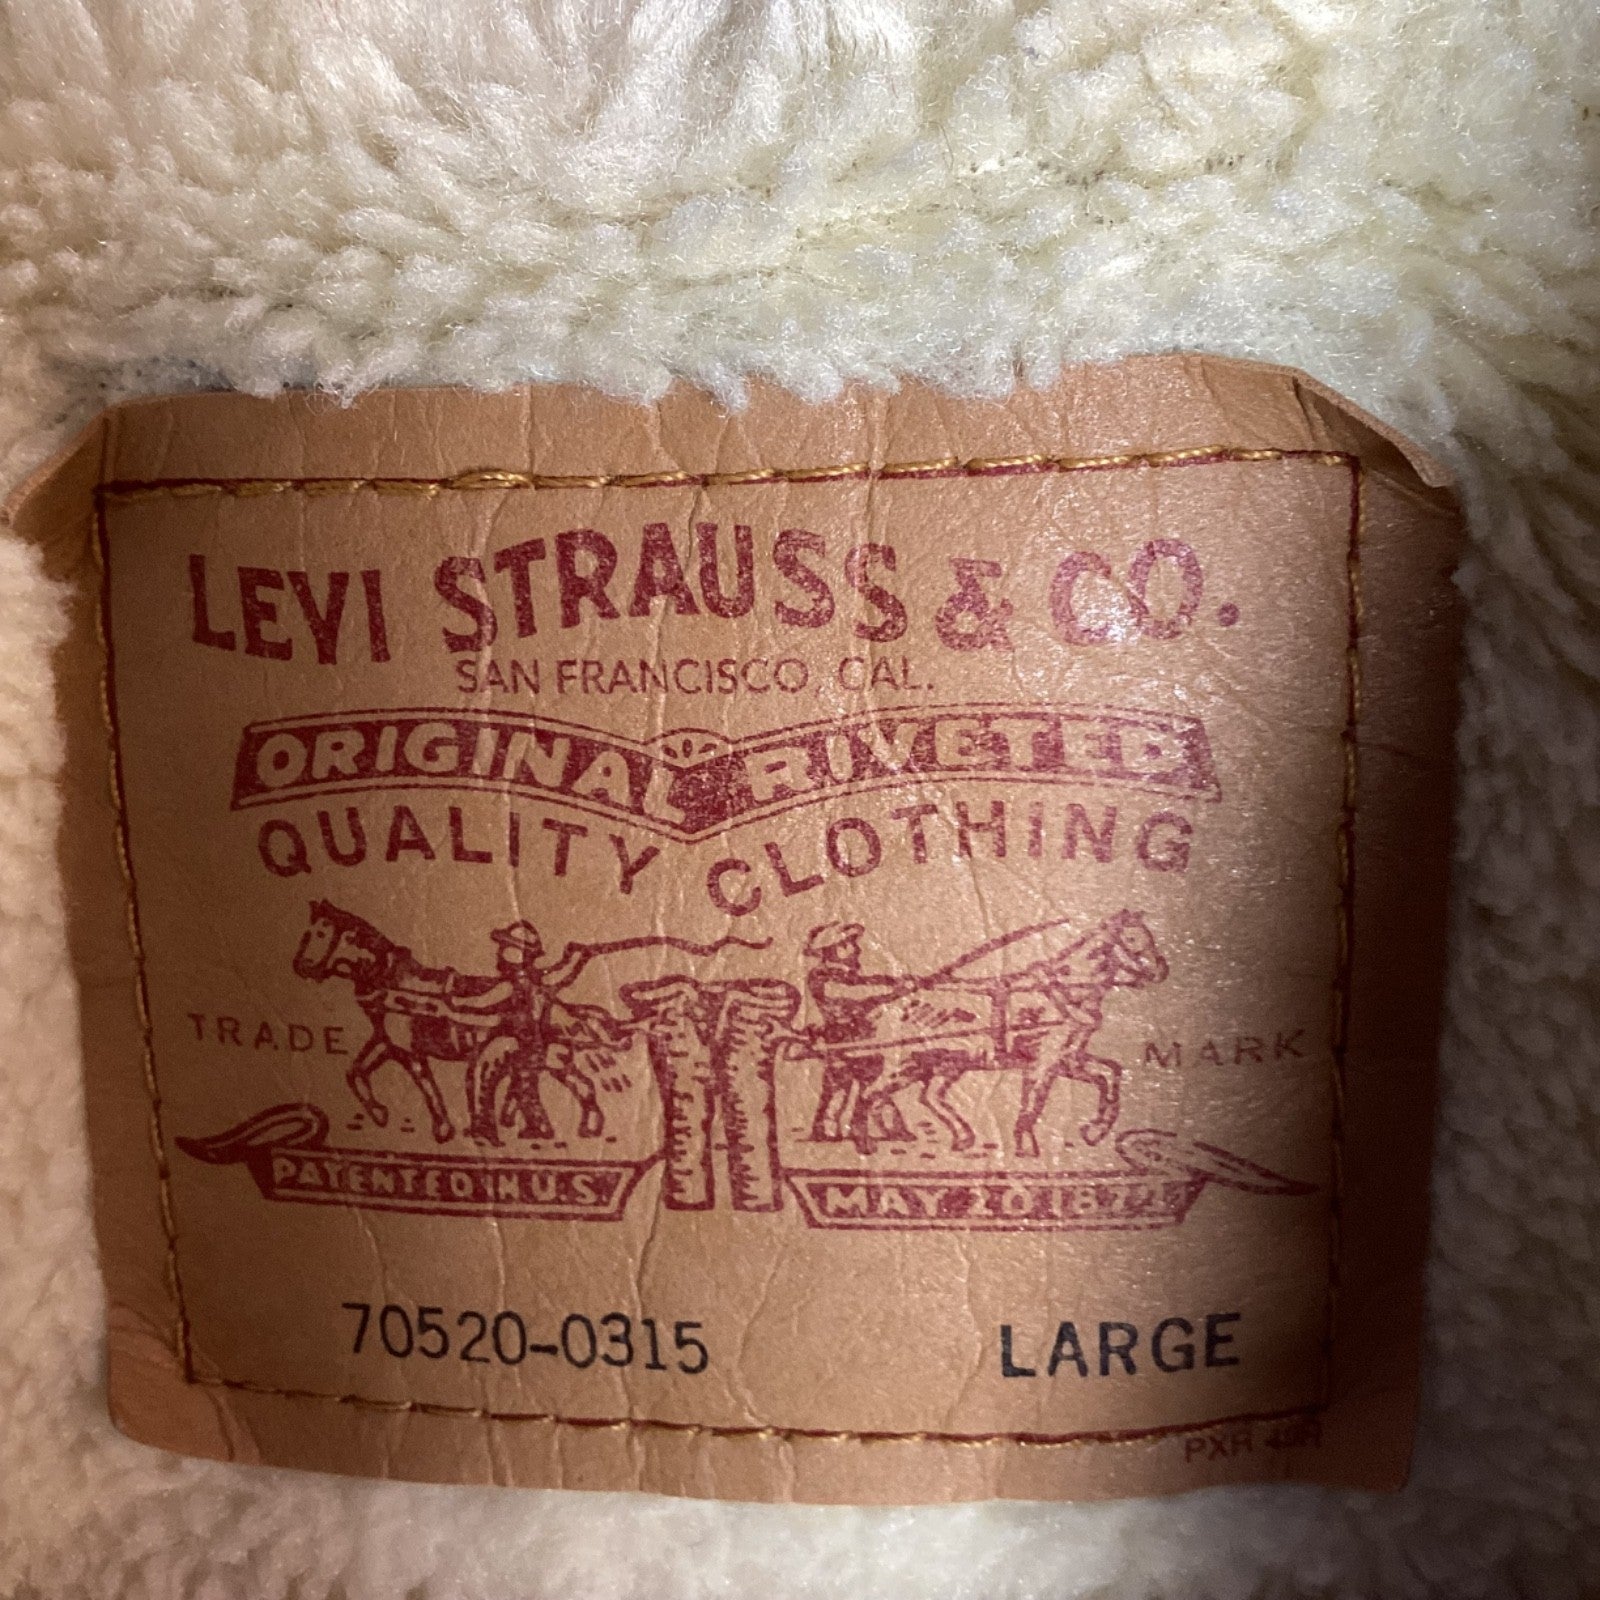 LEVI STRAUSS & CO.
SAN FRANCISCO, CAL.
ORIGINAL RIVETED
QUALITY CLOTHING
TRADE MARK
PATENTED IN U.S. MAY 20 1873
70520-0315 LARGE